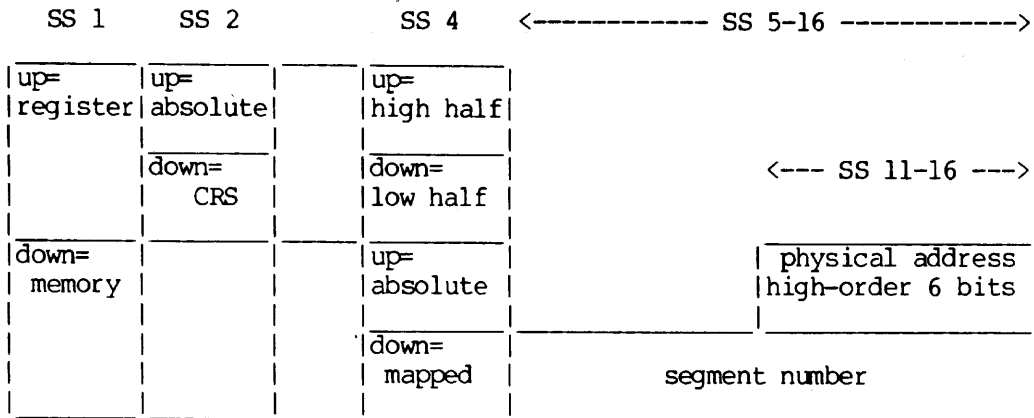 SS 1 SS 2 SS 4 <------------ SS 5-16 ------------>
up= up= up=
register absolute high half
down= down= <--- SS 11-16 --->
CRS low half
down= up= physical address
memory absolute high-order 6 bits
down=
mapped segment number